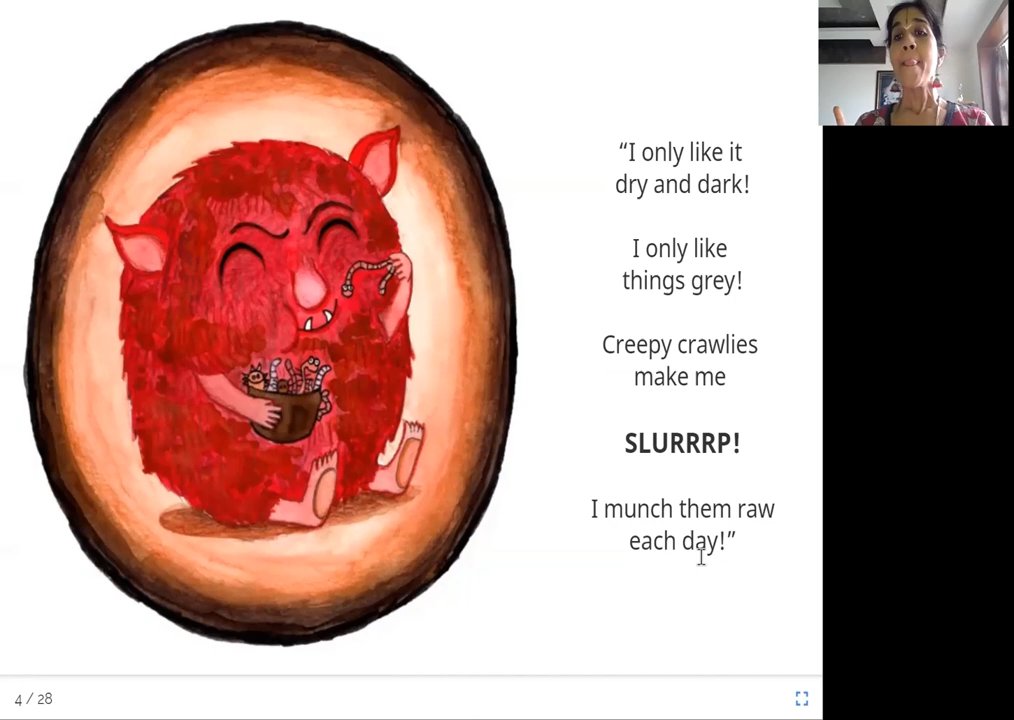 “I only like it
dry and dark!
I only like
things grey!
Creepy crawlies
make me
SLURRRP!
I munch them raw
each day!”
4 / 28